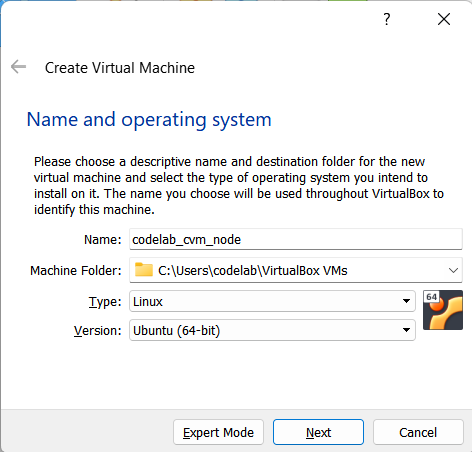 ?
Create Virtual Machine
Name and operating system
Please choose a descriptive name and destination folder for the new
virtual machine and select the type of operating system you intend to
install on it. The name you choose will be used throughout VirtualBox to
identify this machine.
Name: codelab_cvm_node
Machine Folder: C:\Users\codelab\VirtualBox VMs
Type: Linux
64
Version: Ubuntu (64-bit)
Expert Mode Next Cancel